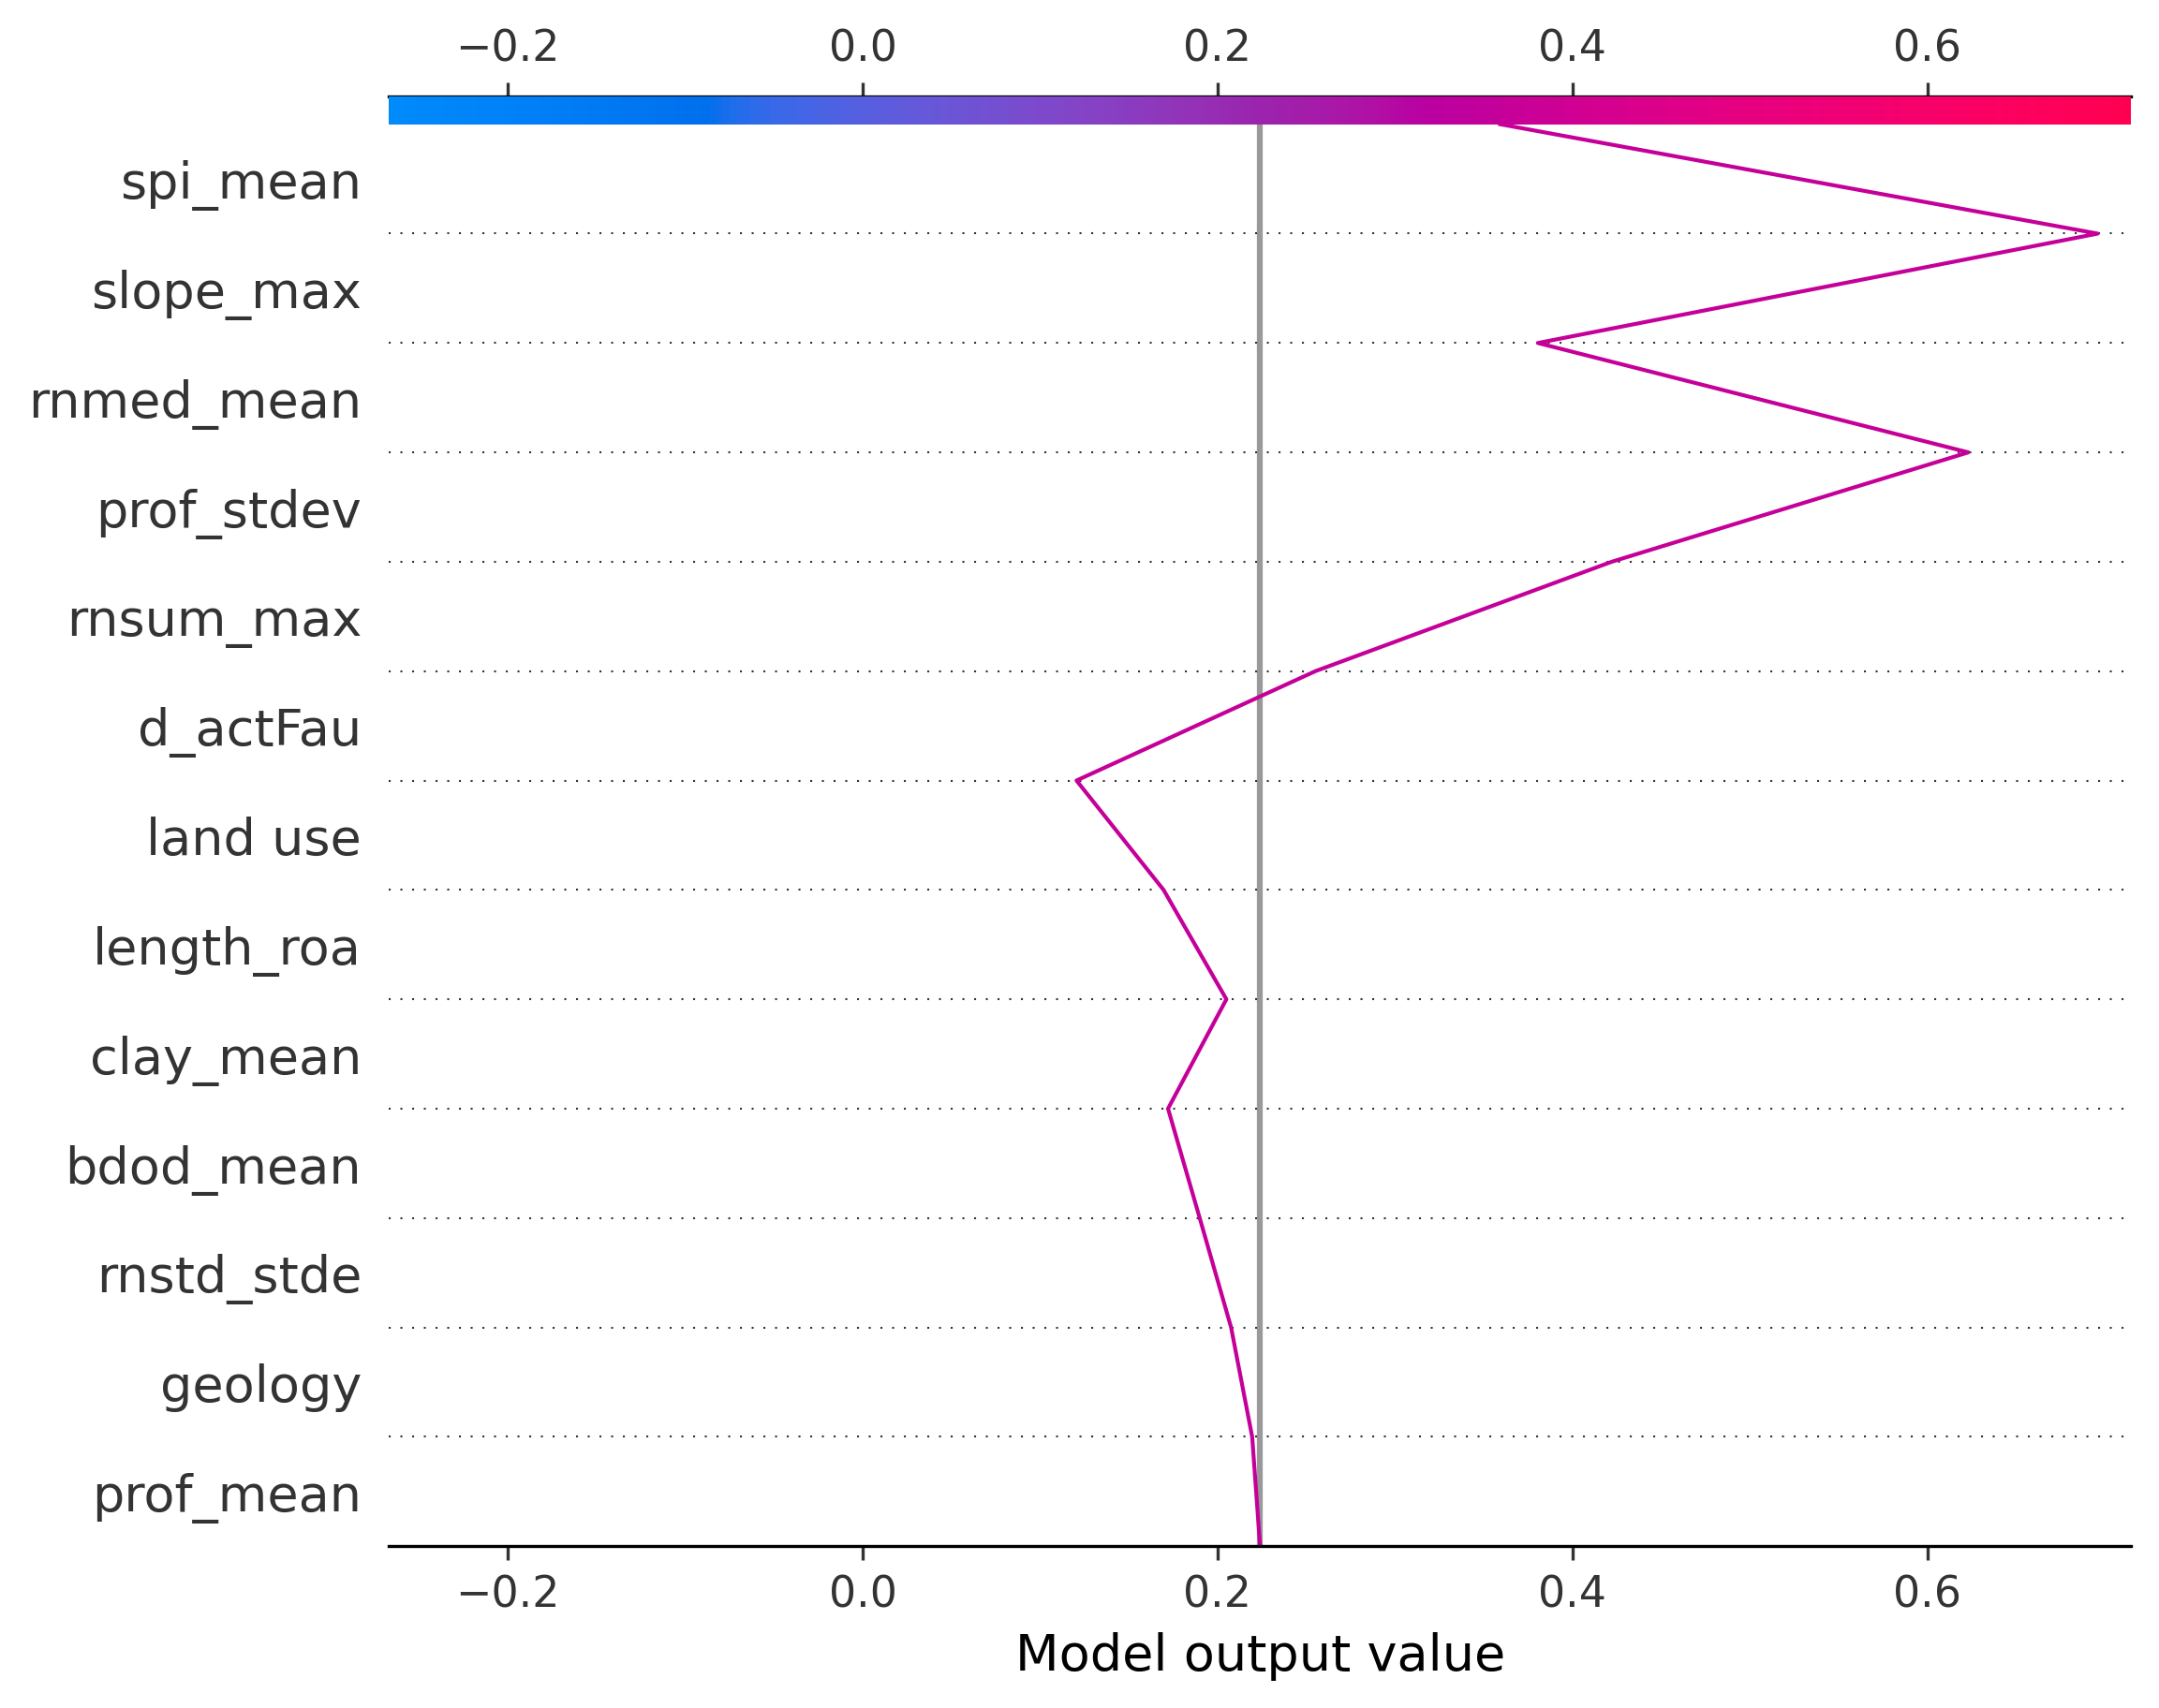 −0.2 0.0 0.2 0.4 0.6
spi_mean
slope_max
rnmed_mean
prof_stdev
rnsum_max
d_actFau
land use
length_roa
clay_mean
bdod_mean
rnstd_stde
geology
prof_mean
−0.2 0.0 0.2 0.4 0.6
Model output value